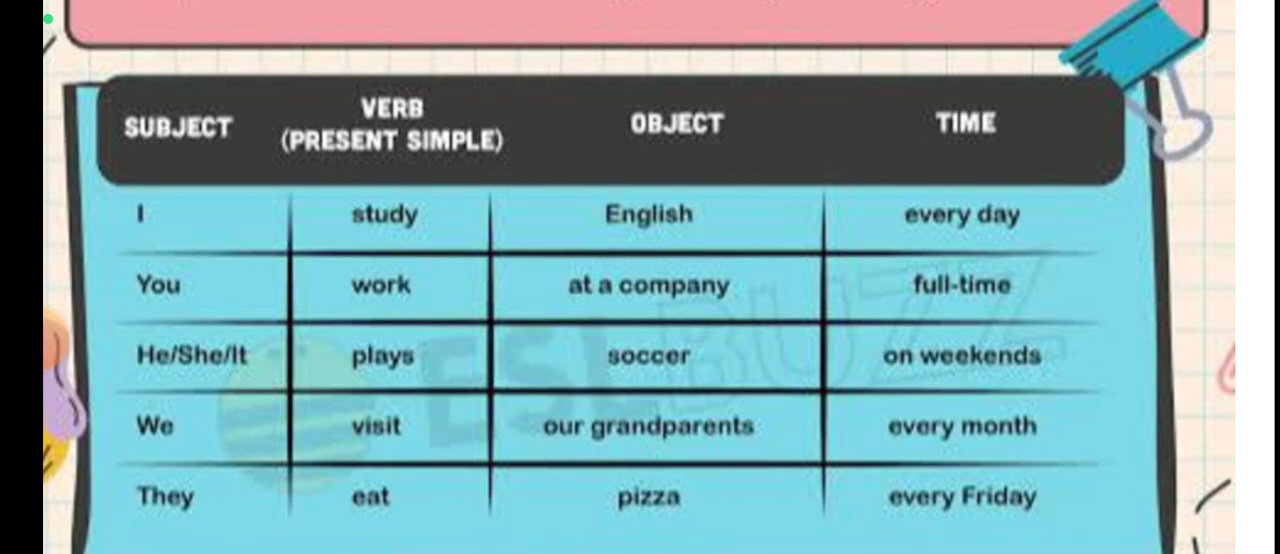 SUBJECT VERB (PRESENT SIMPLE) OBJECT TIME
I study English every day
You work at a company full-time
He/She/It plays soccer on weekends
We visit our grandparents every month
They eat pizza every Friday
ESLBUZZ